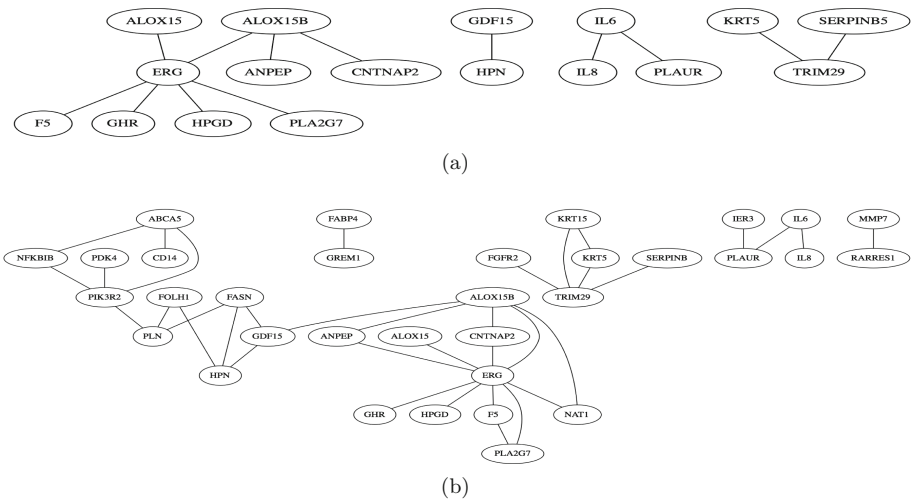 ALOX15 ALOX15B GDF15 IL6 KRT5 SERPINB5
ERG ANPEP CNTNAP2 HPN IL8 PLAUR TRIM29
F5 GHR HPGD PLA2G7
(a)
ABCA5 FABP4 KRT15 IER3 IL6 MMP7
NFKBIB PDK4 CD14 GREM1 FGFR2 KRT5 SERPINB PLAUR IL8 RARRES1
PIK3R2 FOLH1 FASN ALOX15B TRIM29
PLN GDF15 ANPEP ALOX15 CNTNAP2
HPN ERG
GHR HPGD F5 NAT1
PLA2G7
(b)